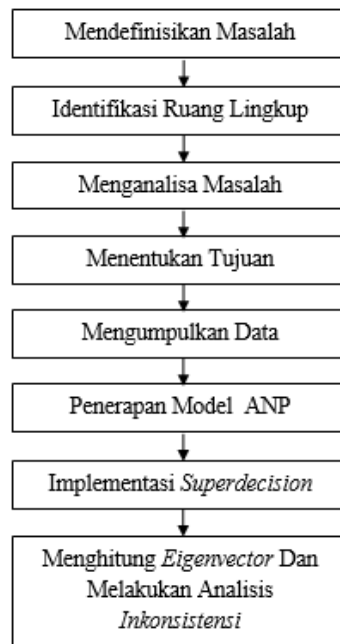 Mendefinisikan Masalah
Identifikasi Ruang Lingkup
Menganalisa Masalah
Menentukan Tujuan
Mengumpulkan Data
Penerapan Model ANP
Implementasi Superdecision
Menghitung Eigenvector Dan
Melakukan Analisis
Inkonsistensi